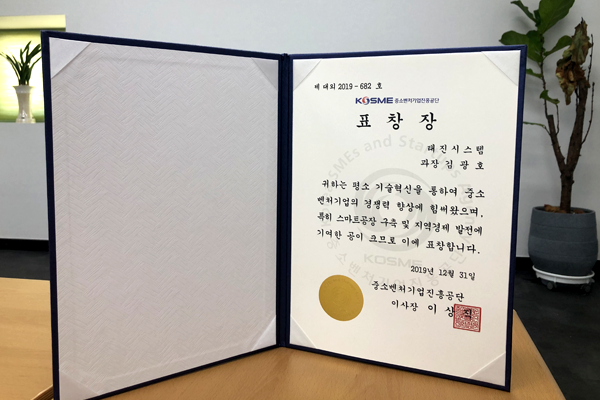 제 대외 2019-682 호
KOSME 중소벤처기업진흥공단
표 창 장
태진시스템
과장 김 광 호
귀하는 평소 기술혁신을 통하여 중소
벤처기업의 경쟁력 향상에 힘써왔으며,
특히 스마트공장 구축 및 지역경제 발전에
기여한 공이 크므로 이에 표창합니다.
KOSME
2019년 12월 31일
중소벤처기업진흥공단
이사장 이 상 직